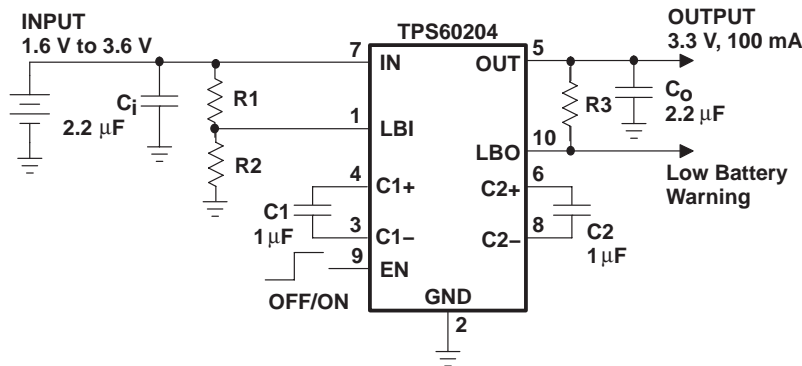 INPUT
1.6 V to 3.6 V
TPS60204
OUTPUT
3.3 V, 100 mA
7
IN
OUT
5
Ci
2.2 μF
R1
R3
Co
2.2 μF
1
LBI
R2
10
LBO
Low Battery
Warning
4
C1+
C2+
6
C1
1 μF
3
C1–
C2–
8
C2
1 μF
9
EN
OFF/ON
GND
2